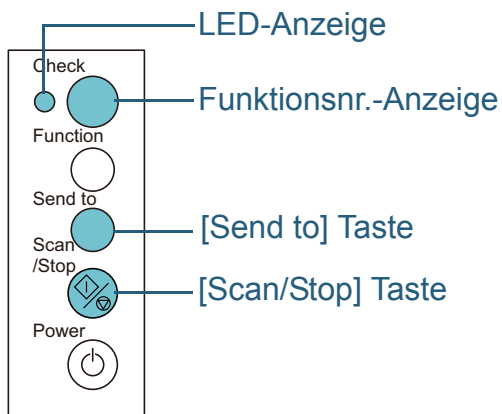 LED-Anzeige
Check
Funktionsnr.-Anzeige
Function
Send to
[Send to] Taste
Scan
/Stop
[Scan/Stop] Taste
Power